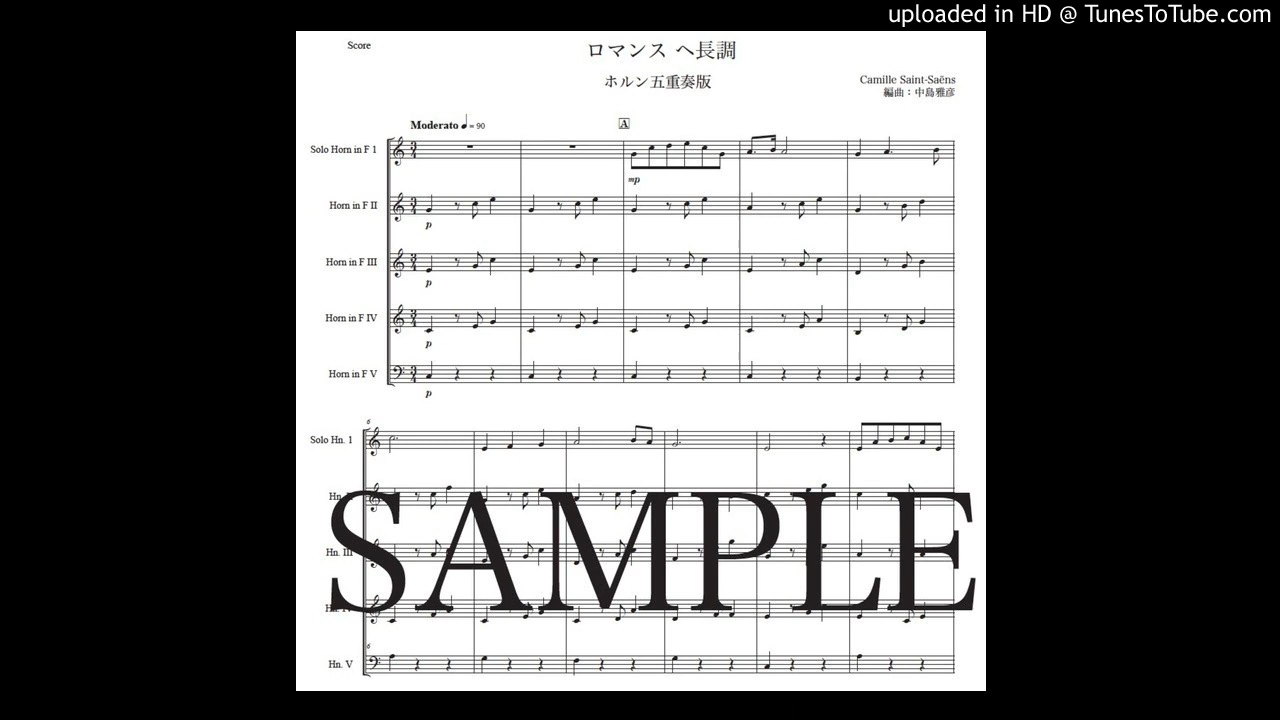 uploaded in HD @ TunesToTube.com
Score
ロマンス ヘ長調
ホルン五重奏版
Camille Saint-Saëns
編曲：中島雅彦
Moderato ♩ = 90
A
Solo Horn in F 1
mp
Horn in F II
p
Horn in F III
p
Horn in F IV
p
Horn in F V
p
6
Solo Hn. 1
Hn. III
6
Hn. V
SAMPLE